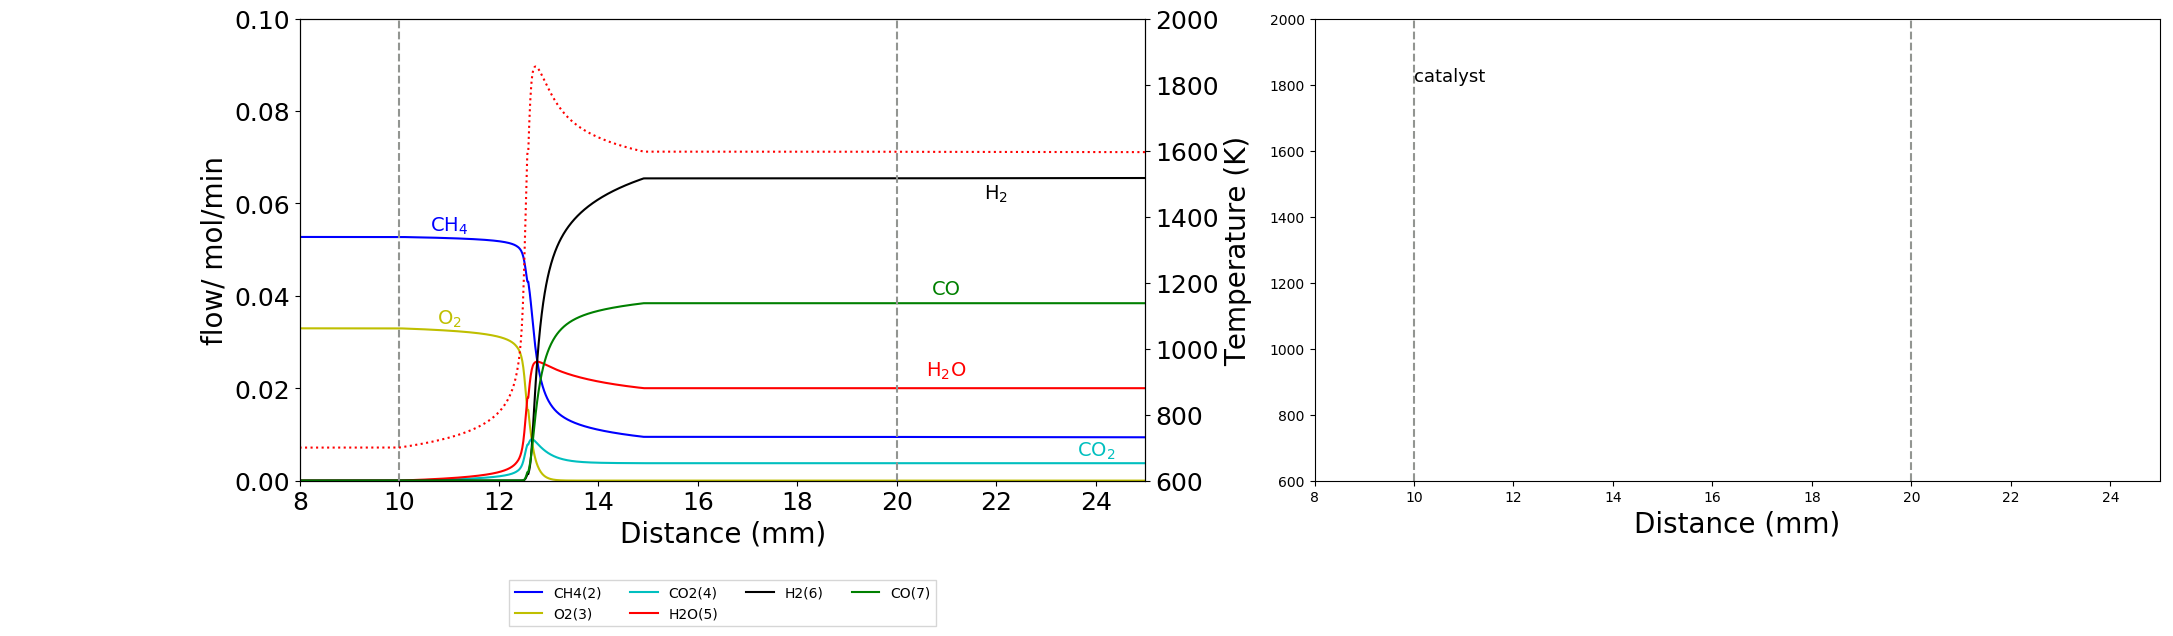 0.10
0.08
0.06
0.04
0.02
0.00
flow/ mol/min
CH₄
O₂
H₂
CO
H₂O
CO₂
2000
1800
1600
1400
1200
1000
800
600
Temperature (K)
8 10 12 14 16 18 20 22 24
Distance (mm)
CH4(2) CO2(4) H2(6) CO(7)
O2(3) H2O(5)
2000
1800
1600
1400
1200
1000
800
600
catalyst
8 10 12 14 16 18 20 22 24
Distance (mm)